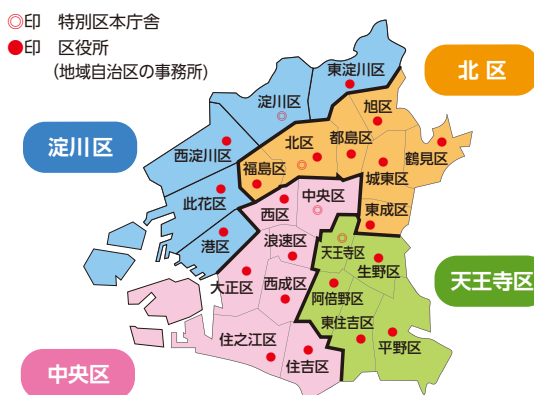 ◎印 特別区本庁舎
●印 区役所
(地域自治区の事務所)
北区
淀川区
天王寺区
中央区
東淀川区
淀川区
旭区
西淀川区
北区
都島区
鶴見区
福島区
城東区
此花区
西区
中央区
東成区
港区
浪速区
天王寺区
生野区
大正区
西成区
阿倍野区
東住吉区
平野区
住之江区
住吉区